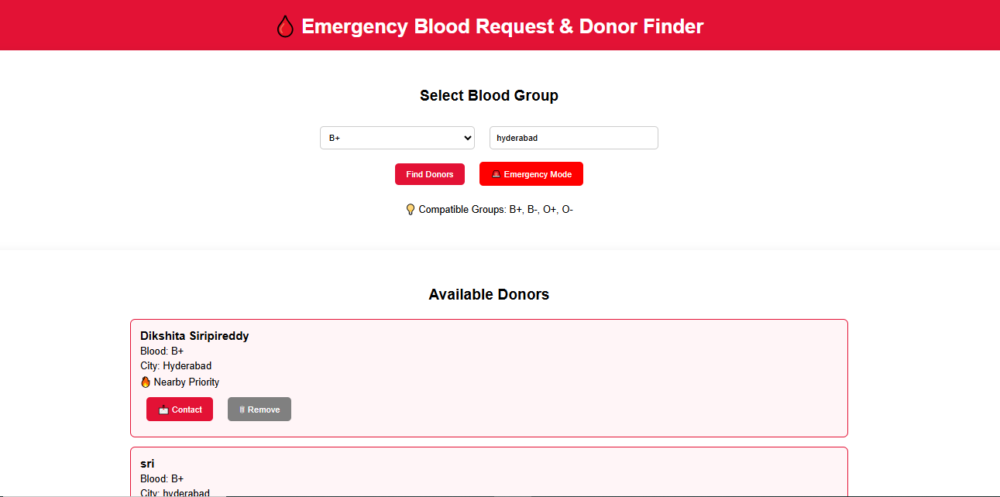 Emergency Blood Request & Donor Finder
Select Blood Group
B+ hyderabad
Find Donors Emergency Mode
Compatible Groups: B+, B-, O+, O-
Available Donors
Dikshita Siripireddy
Blood: B+
City: Hyderabad
Nearby Priority
Contact Remove
sri
Blood: B+
City: hyderabad